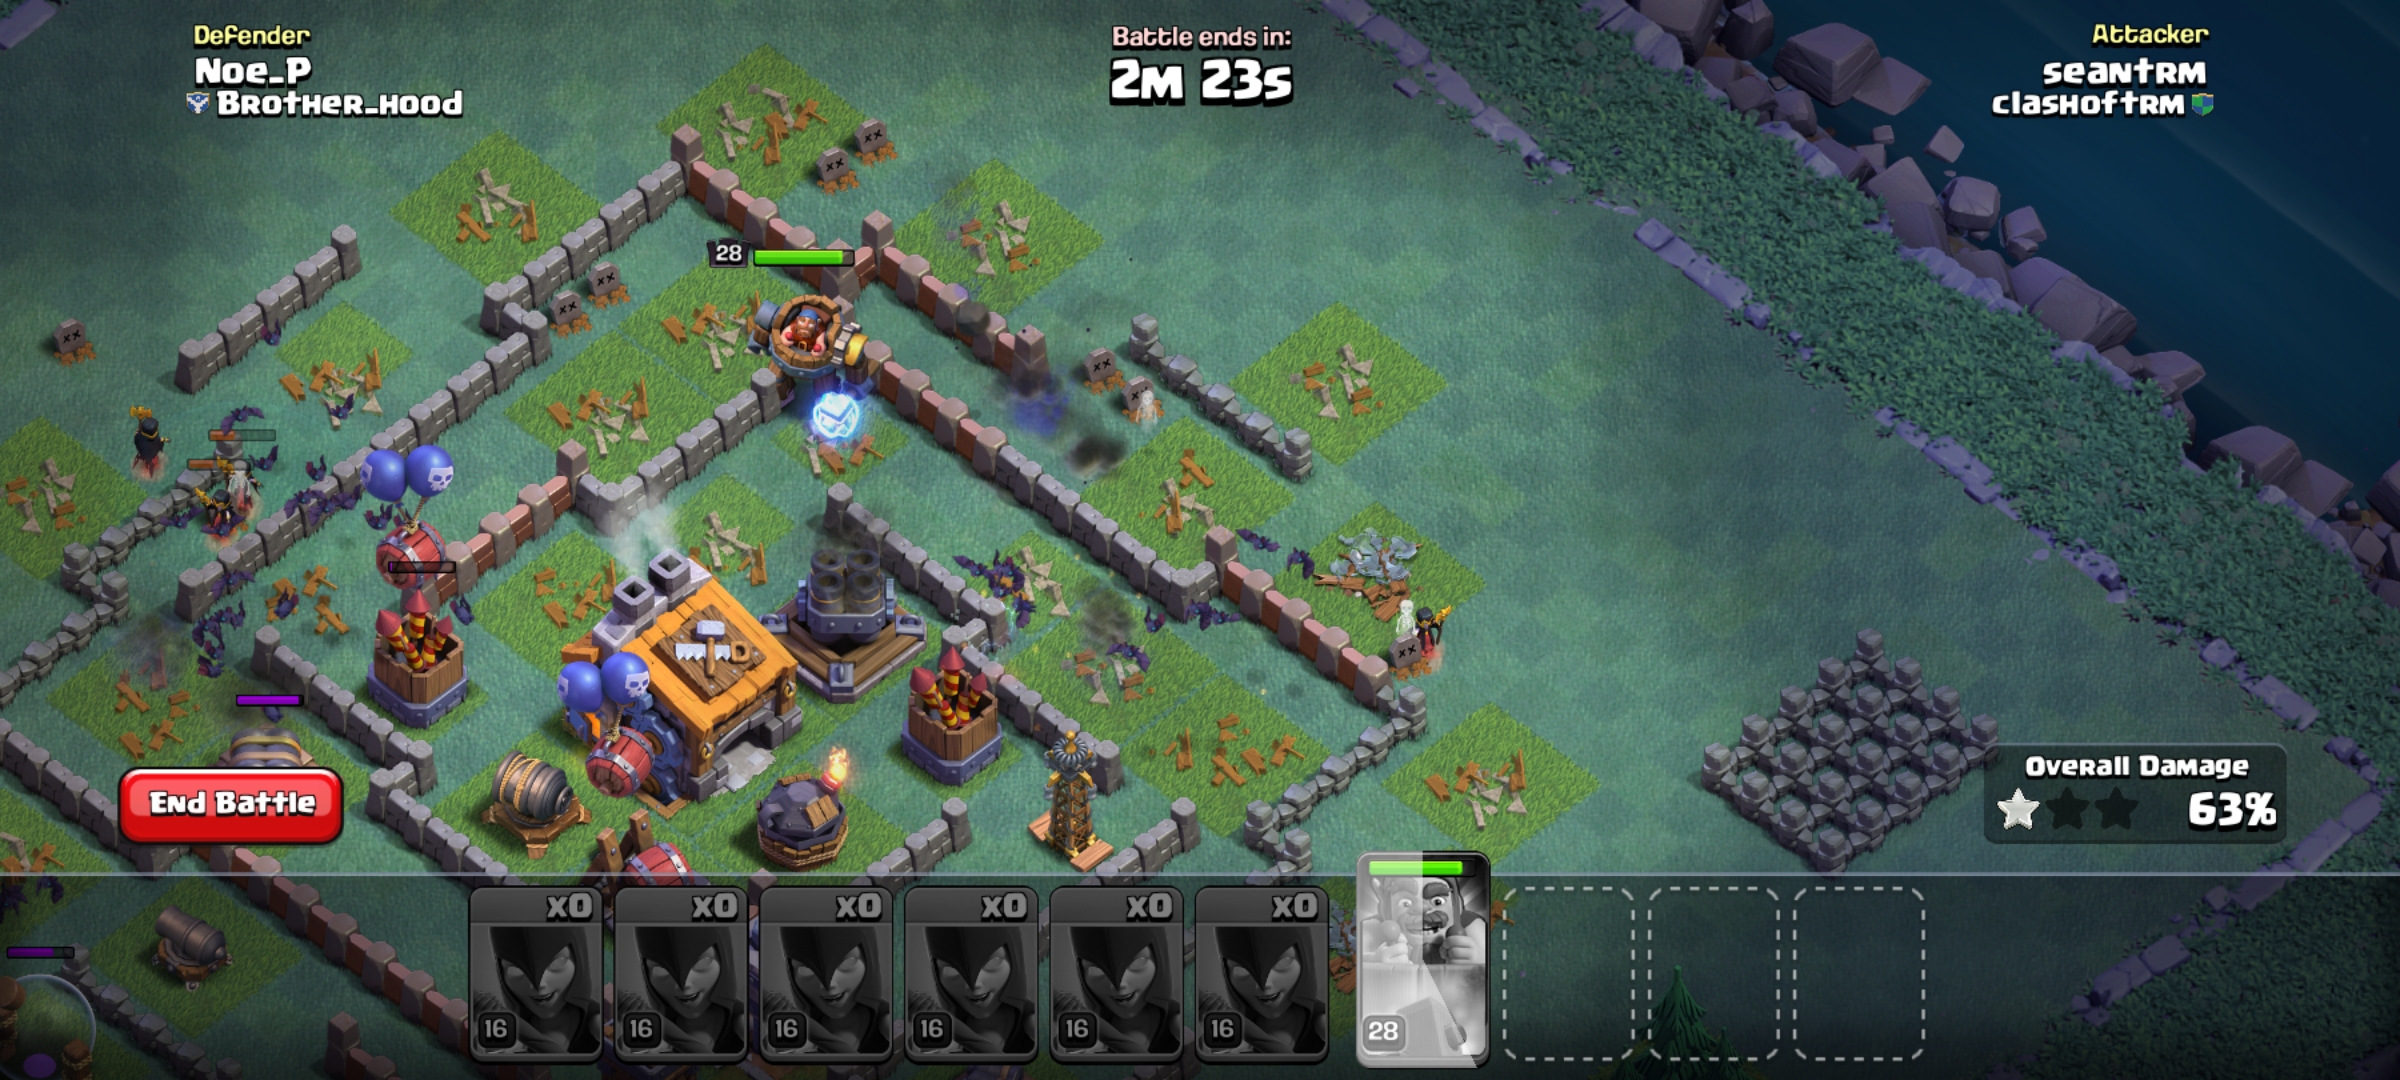 Defender
Noe_P
Brother_hood
Battle ends in:
2M 23s
Attacker
seantrm
clashoftrm
28
End Battle
Overall Damage
63%
x0
x0
x0
x0
x0
x0
16
16
16
16
16
16
28